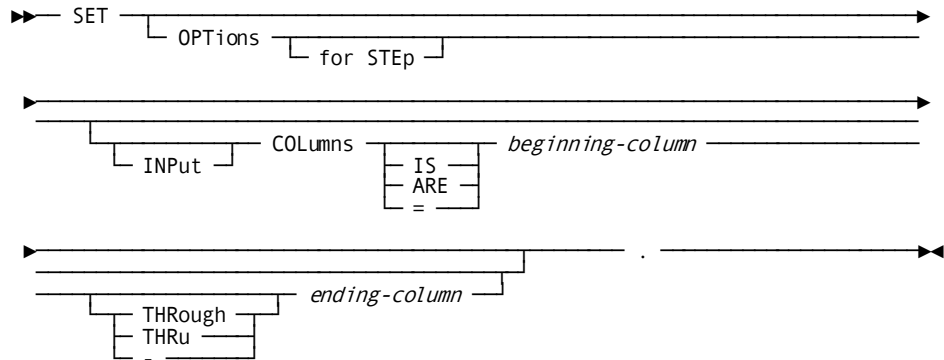 SET
OPTions
for STEp
INPut
COLumns
IS
ARE
=
beginning-column
.
THRough
THRu
-
ending-column